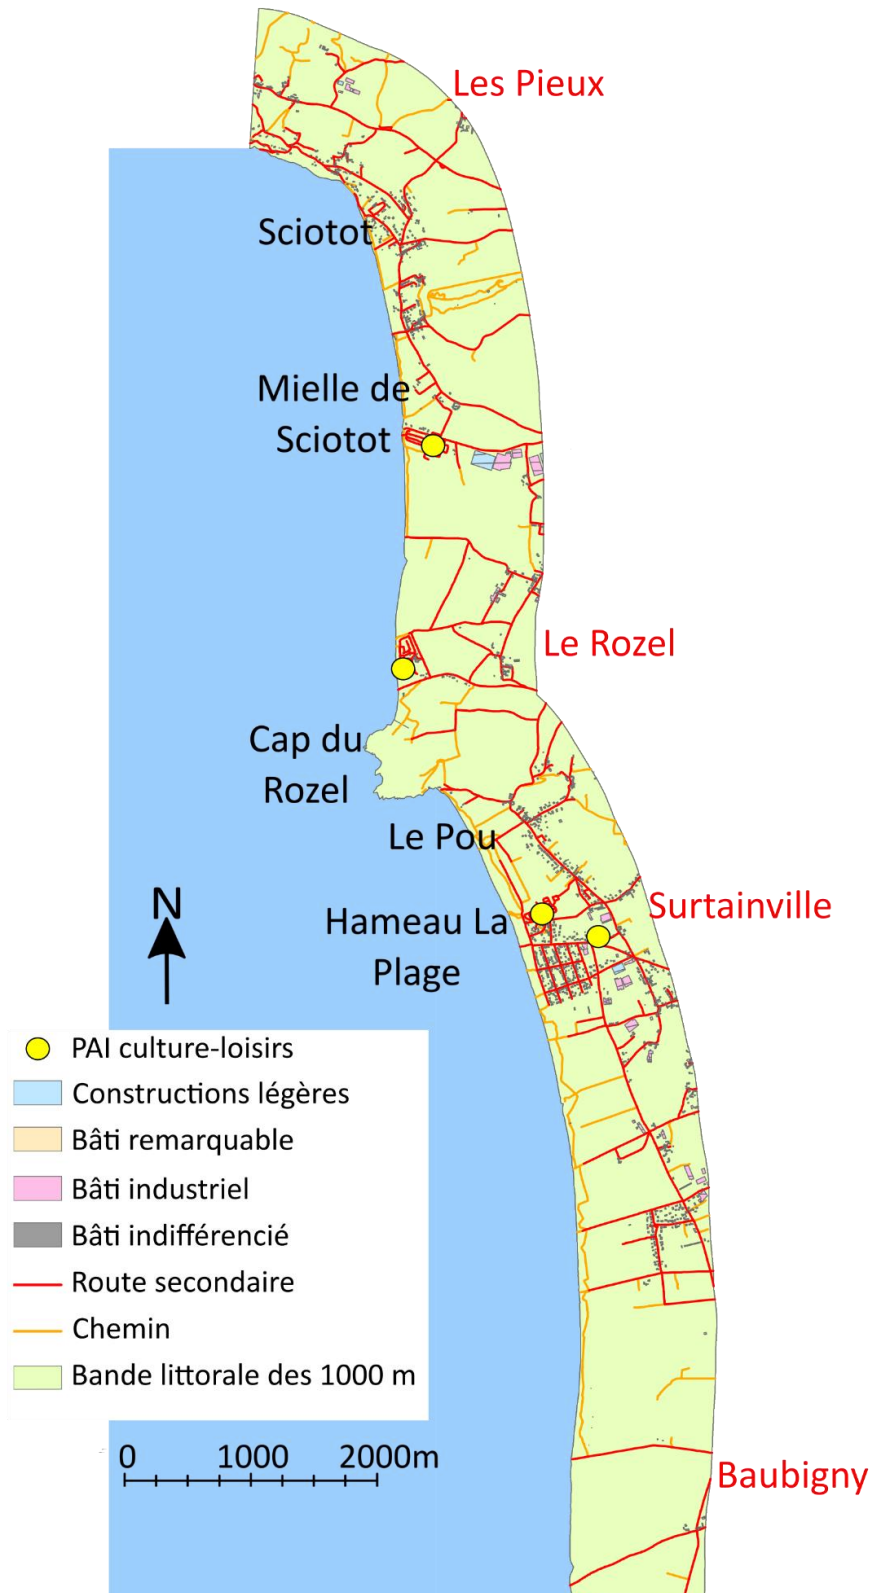 Les Pieux
Sciotot
Mielle de
Sciotot
Le Rozel
Cap du
Rozel
Le Pou
Surtainville
Hameau La
Plage
N
PAI culture-loisirs
Constructions légères
Bâti remarquable
Bâti industriel
Bâti indifférencié
Route secondaire
Chemin
Bande littorale des 1000 m
0 1000 2000m
Baubigny